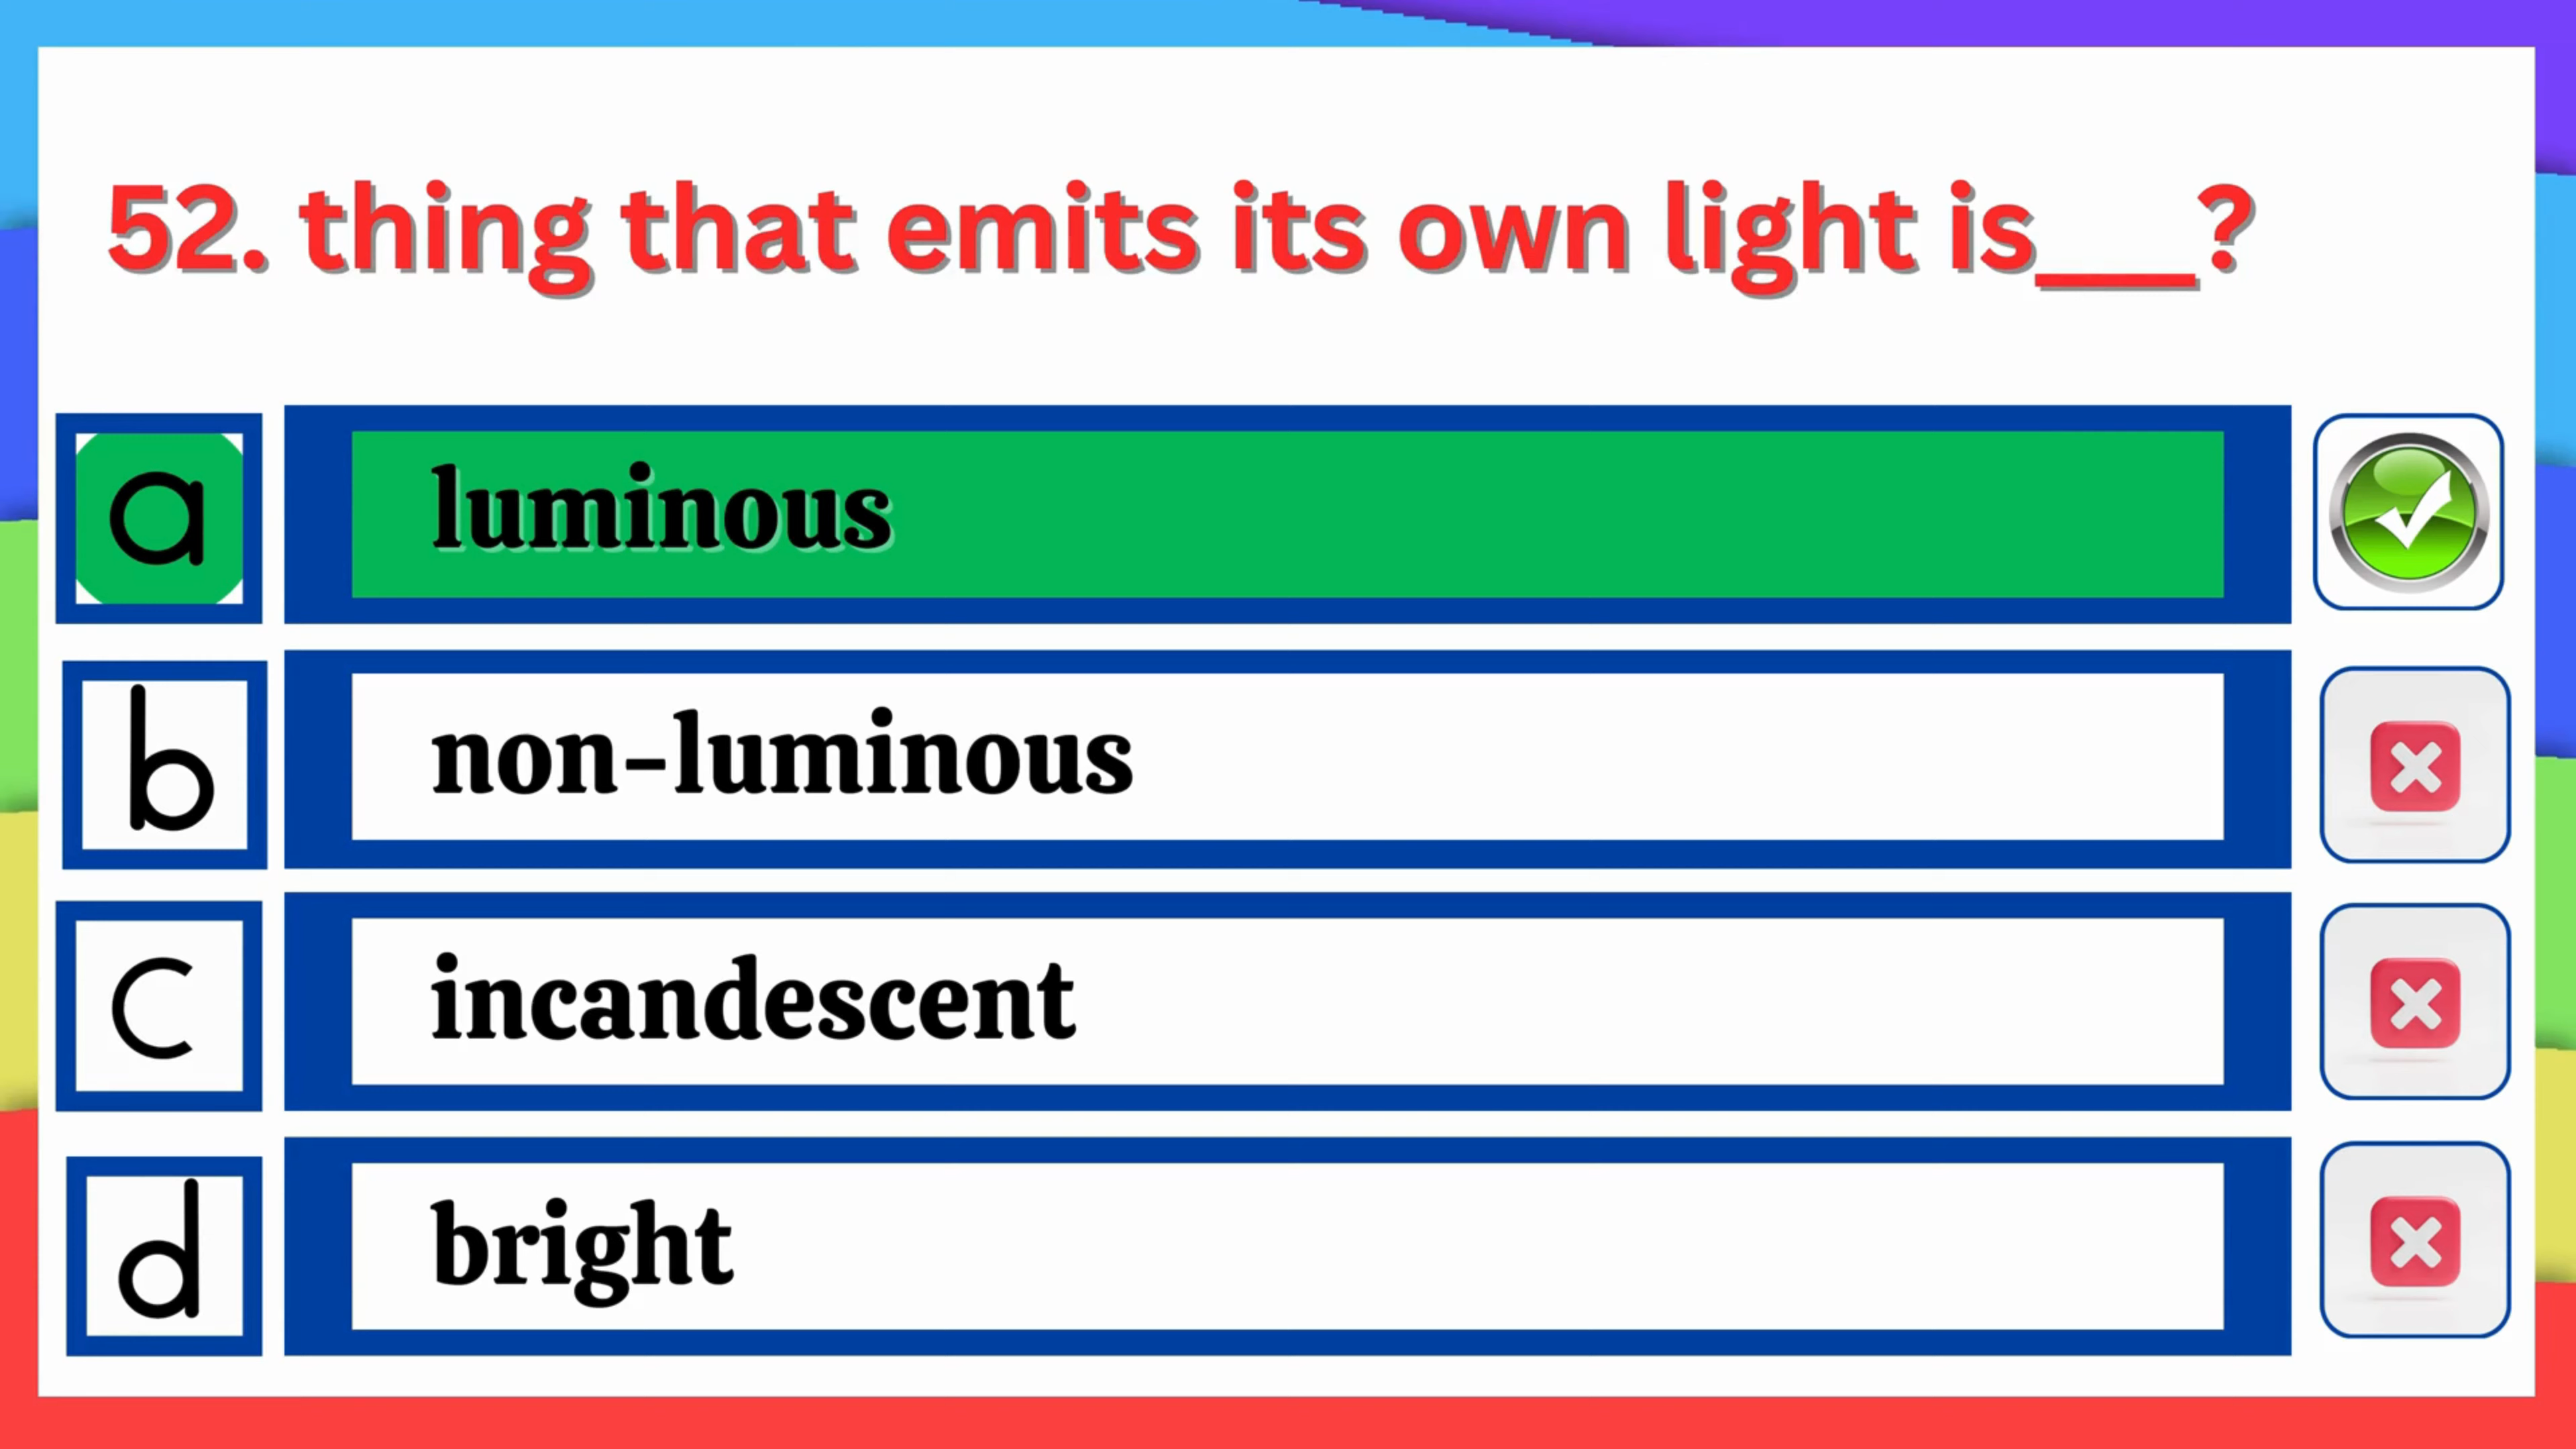 52. thing that emits its own light is___?
a luminous
b non-luminous
c incandescent
d bright